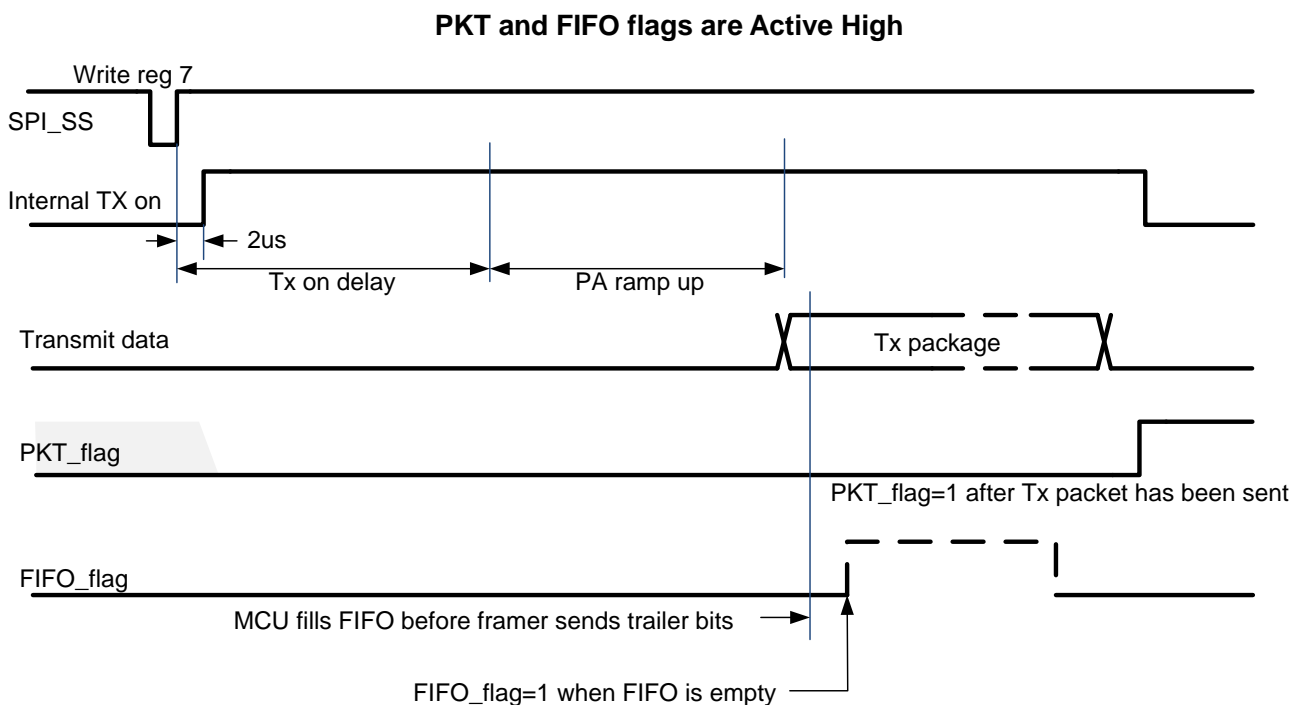 PKT and FIFO flags are Active High
Write reg 7
SPI_SS
Internal TX on
2us
Tx on delay
PA ramp up
Transmit data
Tx package
PKT_flag
PKT_flag=1 after Tx packet has been sent
FIFO_flag
MCU fills FIFO before framer sends trailer bits
FIFO_flag=1 when FIFO is empty